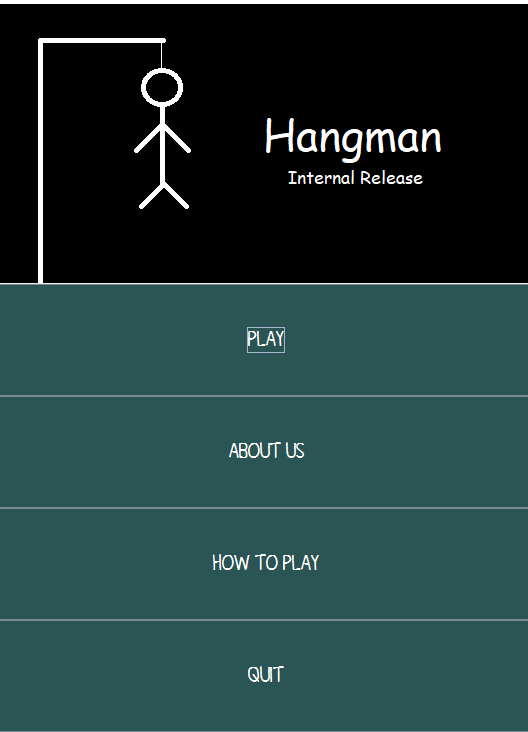 Hangman
Internal Release
PLAY
ABOUT US
HOW TO PLAY
QUIT